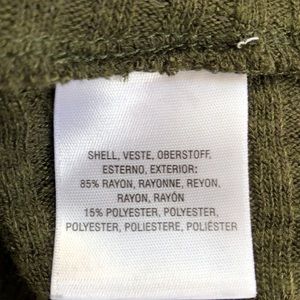 SHELL, VESTE, OBERSTOFF,
ESTERNO, EXTERIOR:
85% RAYON, RAYONNE, REYON,
RAYON, RAYÓN
15% POLYESTER, POLYESTER,
POLYESTER, POLIESTERE, POLIÉSTER